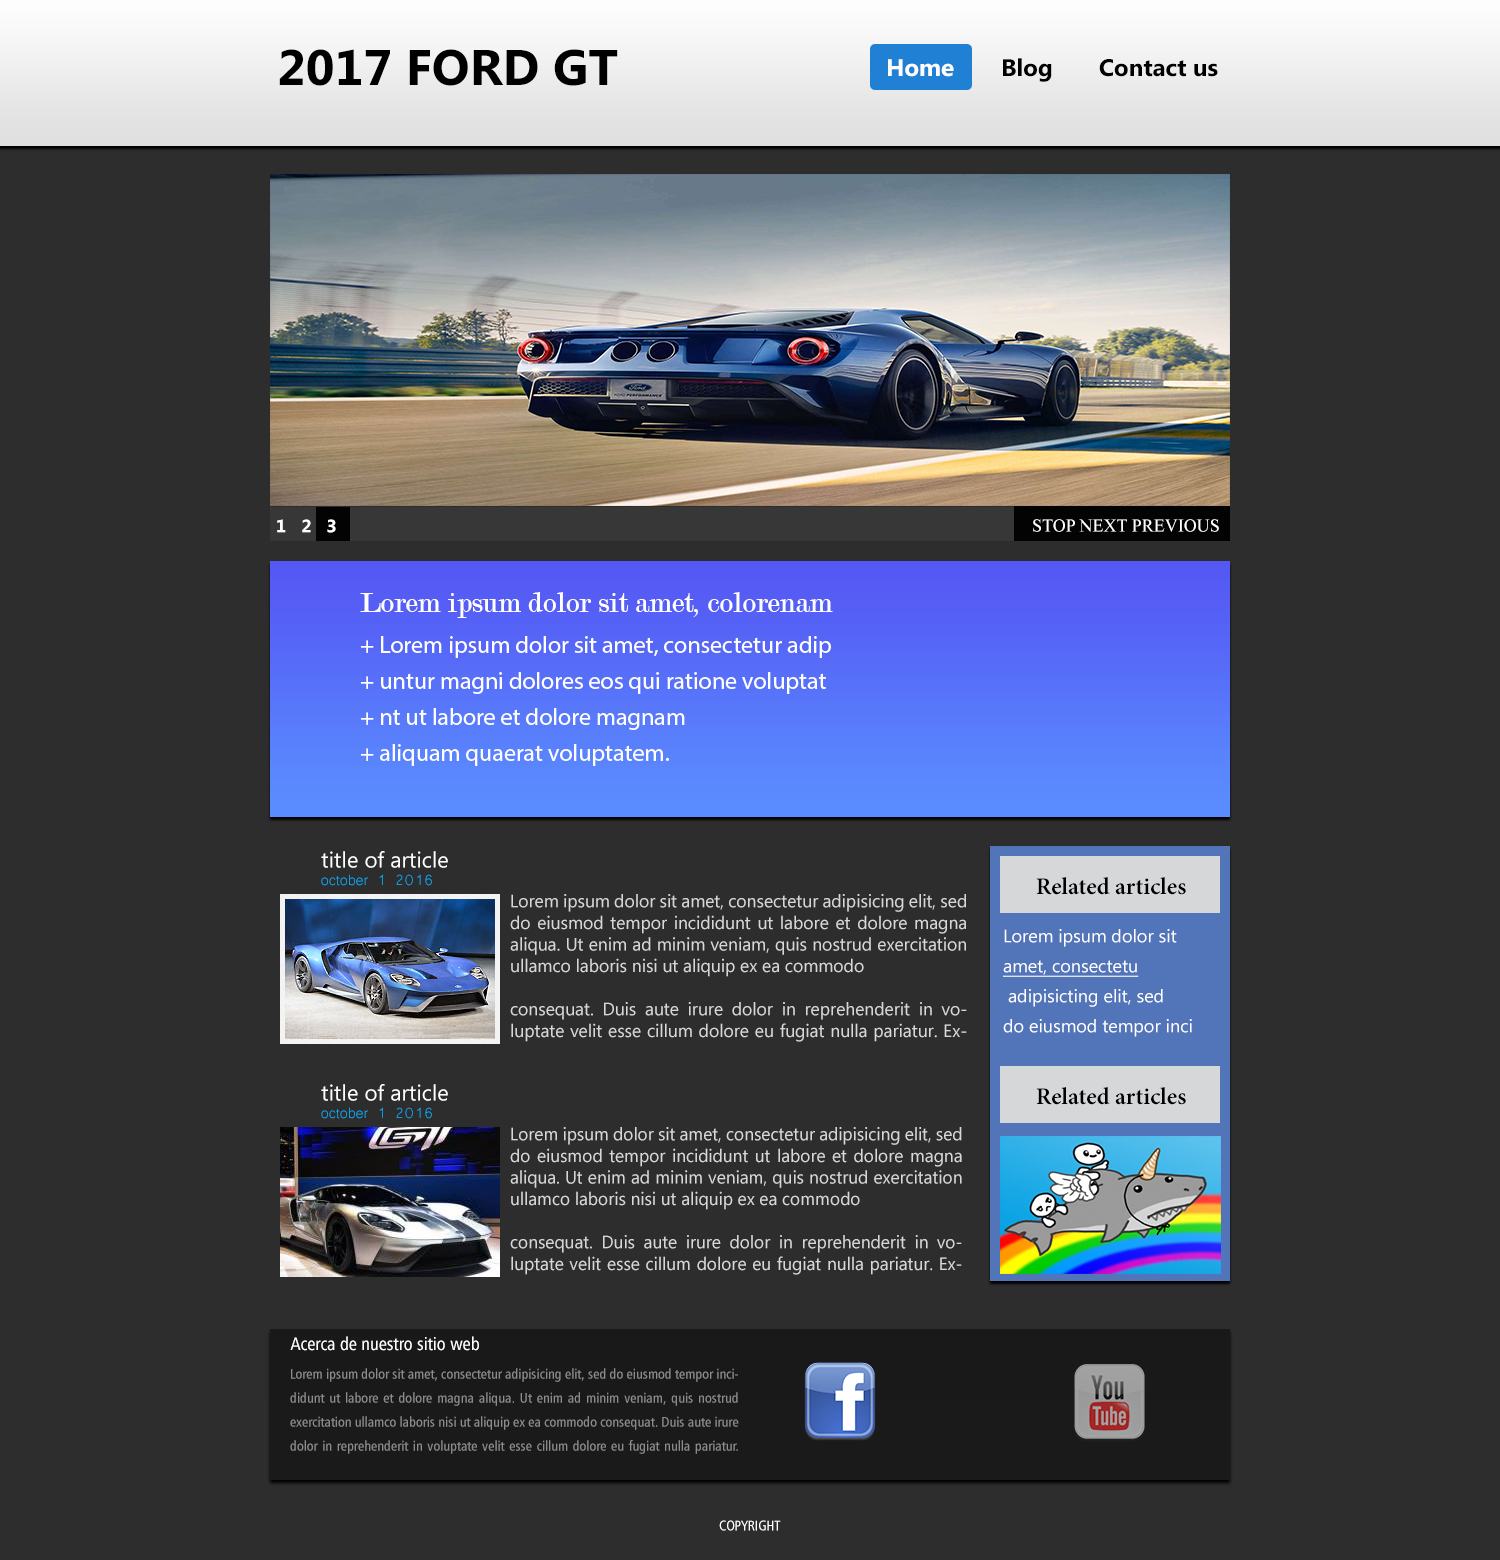 2017 FORD GT
Home Blog Contact us
Ford
PERFORMANCE
1 2 3
STOP NEXT PREVIOUS
Lorem ipsum dolor sit amet, colorenam
+ Lorem ipsum dolor sit amet, consectetur adip
+ untur magni dolores eos qui ratione voluptat
+ nt ut labore et dolore magnam
+ aliquam quaerat voluptatem.
title of article
october 1 2016
Lorem ipsum dolor sit amet, consectetur adipisicing elit, sed
do eiusmod tempor incididunt ut labore et dolore magna
aliqua. Ut enim ad minim veniam, quis nostrud exercitation
ullamco laboris nisi ut aliquip ex ea commodo
consequat. Duis aute irure dolor in reprehenderit in vo-
luptate velit esse cillum dolore eu fugiat nulla pariatur. Ex-
title of article
october 1 2016
GT
Lorem ipsum dolor sit amet, consectetur adipisicing elit, sed
do eiusmod tempor incididunt ut labore et dolore magna
aliqua. Ut enim ad minim veniam, quis nostrud exercitation
ullamco laboris nisi ut aliquip ex ea commodo
consequat. Duis aute irure dolor in reprehenderit in vo-
luptate velit esse cillum dolore eu fugiat nulla pariatur. Ex-
Related articles
Lorem ipsum dolor sit
amet, consectetu
adipisicting elit, sed
do eiusmod tempor inci
Related articles
Acerca de nuestro sitio web
Lorem ipsum dolor sit amet, consectetur adipisicing elit, sed do eiusmod tempor inci-
didunt ut labore et dolore magna aliqua. Ut enim ad minim veniam, quis nostrud
exercitation ullamco laboris nisi ut aliquip ex ea commodo consequat. Duis aute irure
dolor in reprehenderit in voluptate velit esse cillum dolore eu fugiat nulla pariatur.
f
You
Tube
COPYRIGHT